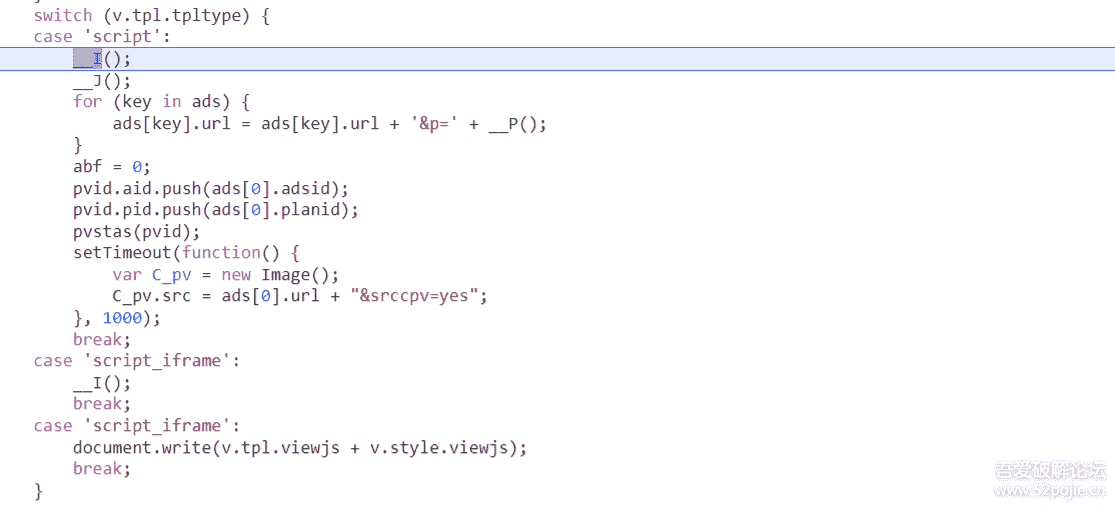 switch (v.tpl.tpltype) {
case 'script':
    __I();
    __J();
    for (key in ads) {
        ads[key].url = ads[key].url + '&p=' + __P();
    }
    abf = 0;
    pvid.aid.push(ads[0].adsid);
    pvid.pid.push(ads[0].planid);
    pvstas(pvid);
    setTimeout(function() {
        var C_pv = new Image();
        C_pv.src = ads[0].url + "&srccpv=yes";
    }, 1000);
    break;
case 'script_iframe':
    __I();
    break;
case 'script_iframe':
    document.write(v.tpl.viewjs + v.style.viewjs);
    break;
}
吾爱破解论坛
www.52pojie.cn